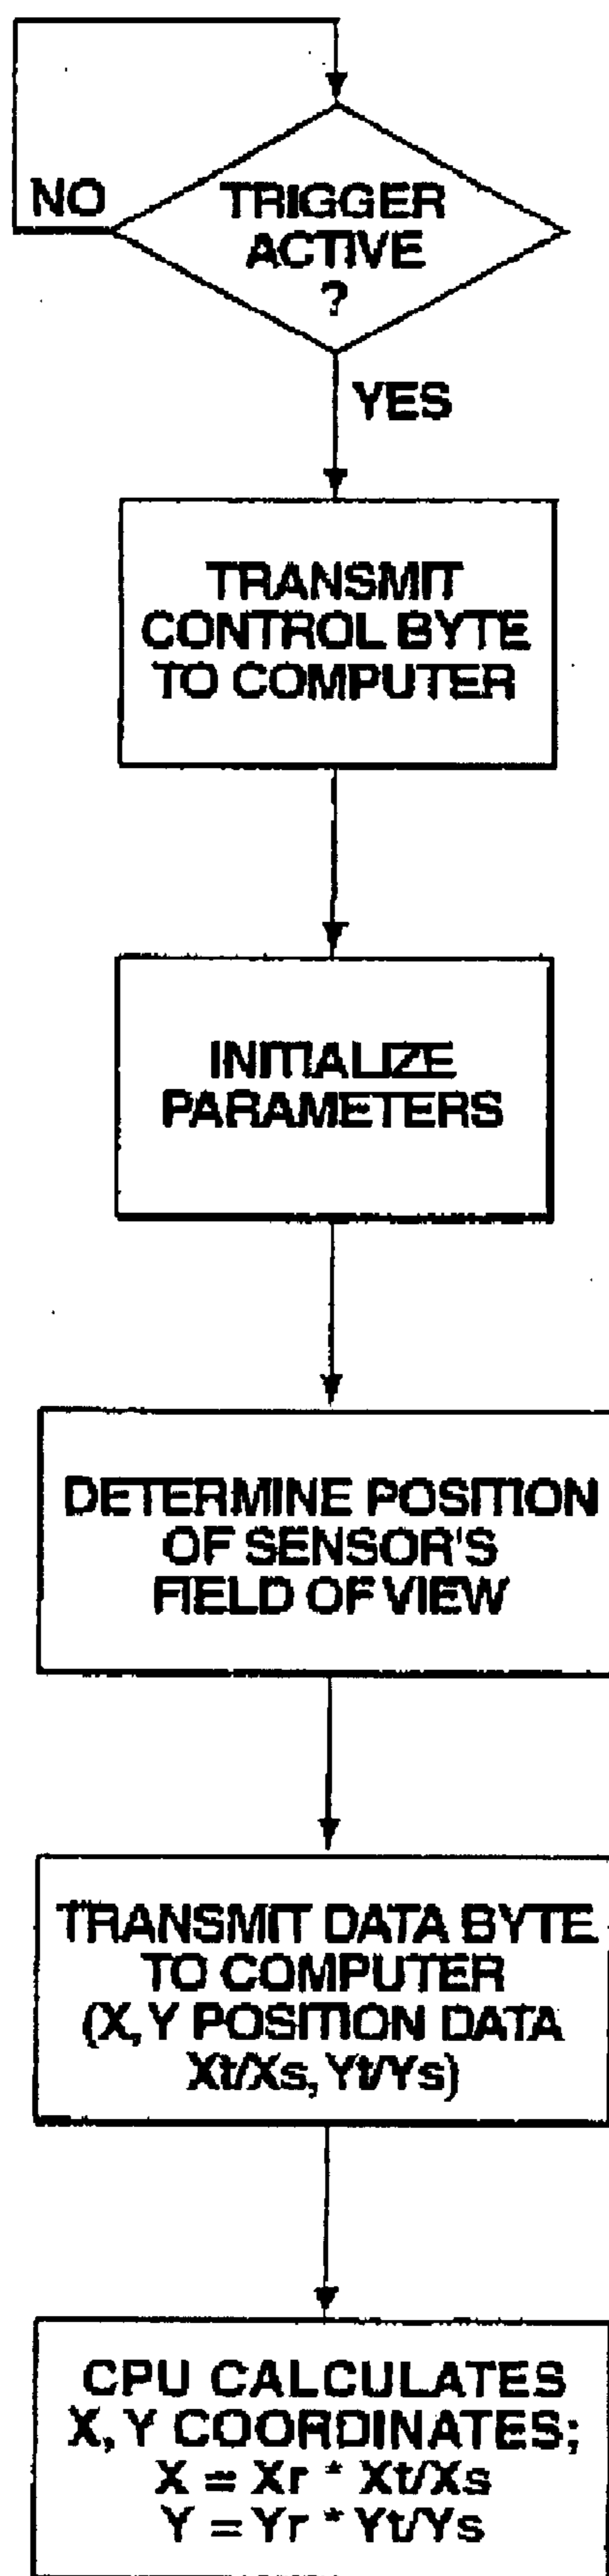 NO
TRIGGER
ACTIVE
?
YES
TRANSMIT
CONTROL BYTE
TO COMPUTER
INITIALIZE
PARAMETERS
DETERMINE POSITION
OF SENSOR'S
FIELD OF VIEW
TRANSMIT DATA BYTE
TO COMPUTER
(X, Y POSITION DATA
Xt/Xs, Yt/Ys)
CPU CALCULATES
X, Y COORDINATES;
X = Xr * Xt/Xs
Y = Yr * Yt/Ys